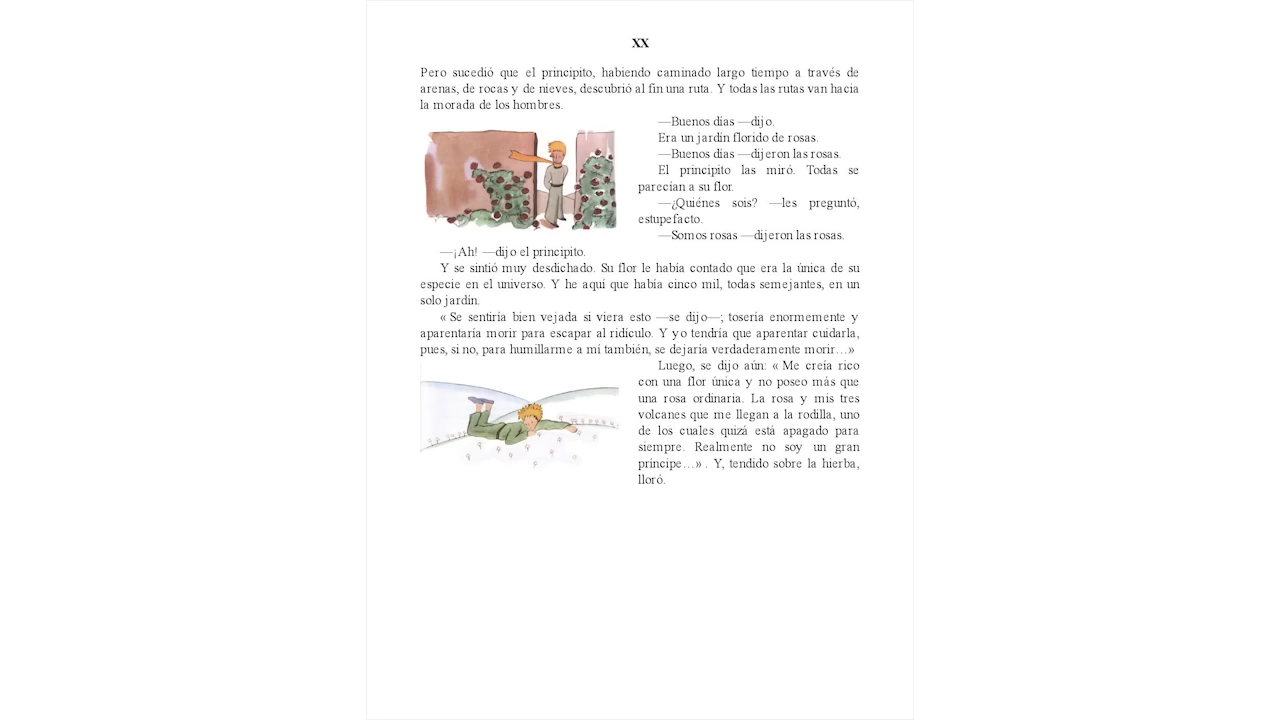 XX
Pero sucedió que el principito, habiendo caminado largo tiempo a través de
arenas, de rocas y de nieves, descubrió al fin una ruta. Y todas las rutas van hacia
la morada de los hombres.
—Buenos días —dijo.
Era un jardín florido de rosas.
—Buenos días —dijeron las rosas.
El principito las miró. Todas se
parecían a su flor.
—¿Quiénes sois? —les preguntó,
estupefacto.
—Somos rosas —dijeron las rosas.
—¡Ah! —dijo el principito.
Y se sintió muy desdichado. Su flor le había contado que era la única de su
especie en el universo. Y he aquí que había cinco mil, todas semejantes, en un
solo jardín.
« Se sentiría bien vejada si viera esto —se dijo—; tosería enormemente y
aparentaría morir para escapar al ridículo. Y yo tendría que aparentar cuidarla,
pues, si no, para humillarme a mí también, se dejaría verdaderamente morir…»
Luego, se dijo aún: « Me creía rico
con una flor única y no poseo más que
una rosa ordinaria. La rosa y mis tres
volcanes que me llegan a la rodilla, uno
de los cuales quizá está apagado para
siempre. Realmente no soy un gran
príncipe…» . Y, tendido sobre la hierba,
lloró.